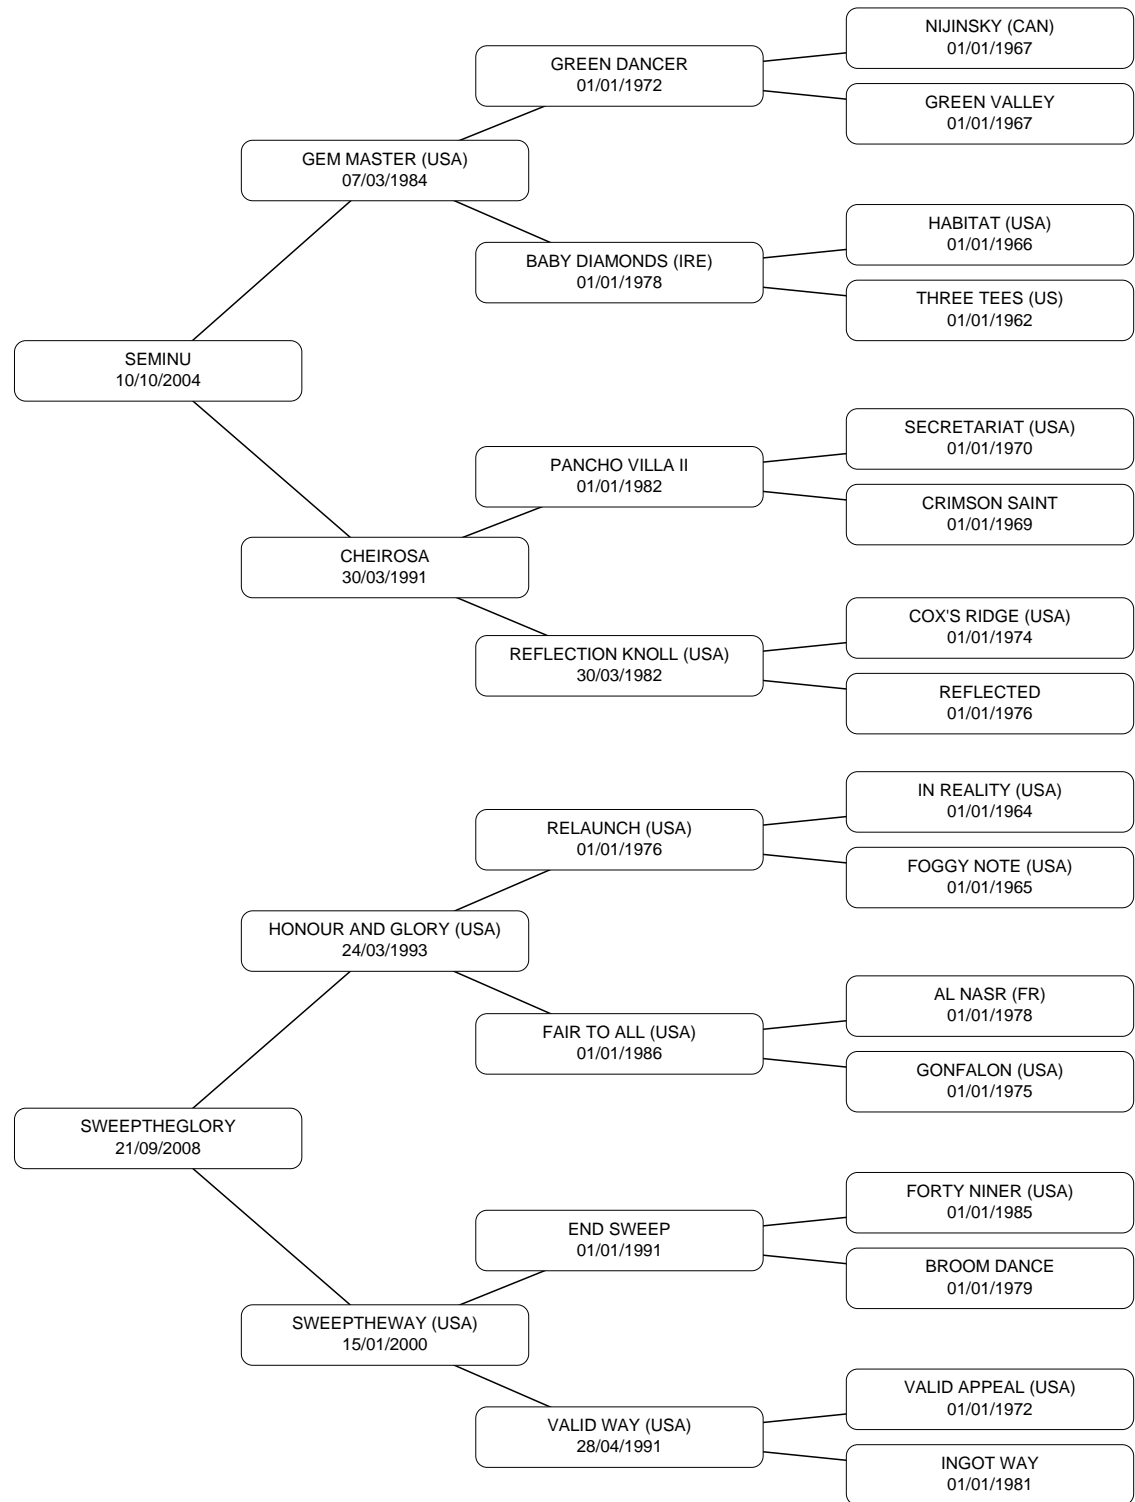 NIJINSKY (CAN)
01/01/1967
GREEN DANCER
01/01/1972
GREEN VALLEY
01/01/1967
GEM MASTER (USA)
07/03/1984
HABITAT (USA)
01/01/1966
BABY DIAMONDS (IRE)
01/01/1978
THREE TEES (US)
01/01/1962
SEMINU
10/10/2004
SECRETARIAT (USA)
01/01/1970
PANCHO VILLA II
01/01/1982
CRIMSON SAINT
01/01/1969
CHEIROSA
30/03/1991
COX'S RIDGE (USA)
01/01/1974
REFLECTION KNOLL (USA)
30/03/1982
REFLECTED
01/01/1976
IN REALITY (USA)
01/01/1964
RELAUNCH (USA)
01/01/1976
FOGGY NOTE (USA)
01/01/1965
HONOUR AND GLORY (USA)
24/03/1993
AL NASR (FR)
01/01/1978
FAIR TO ALL (USA)
01/01/1986
GONFALON (USA)
01/01/1975
SWEEPTHEGLORY
21/09/2008
FORTY NINER (USA)
01/01/1985
END SWEEP
01/01/1991
BROOM DANCE
01/01/1979
SWEEPTHEWAY (USA)
15/01/2000
VALID APPEAL (USA)
01/01/1972
VALID WAY (USA)
28/04/1991
INGOT WAY
01/01/1981